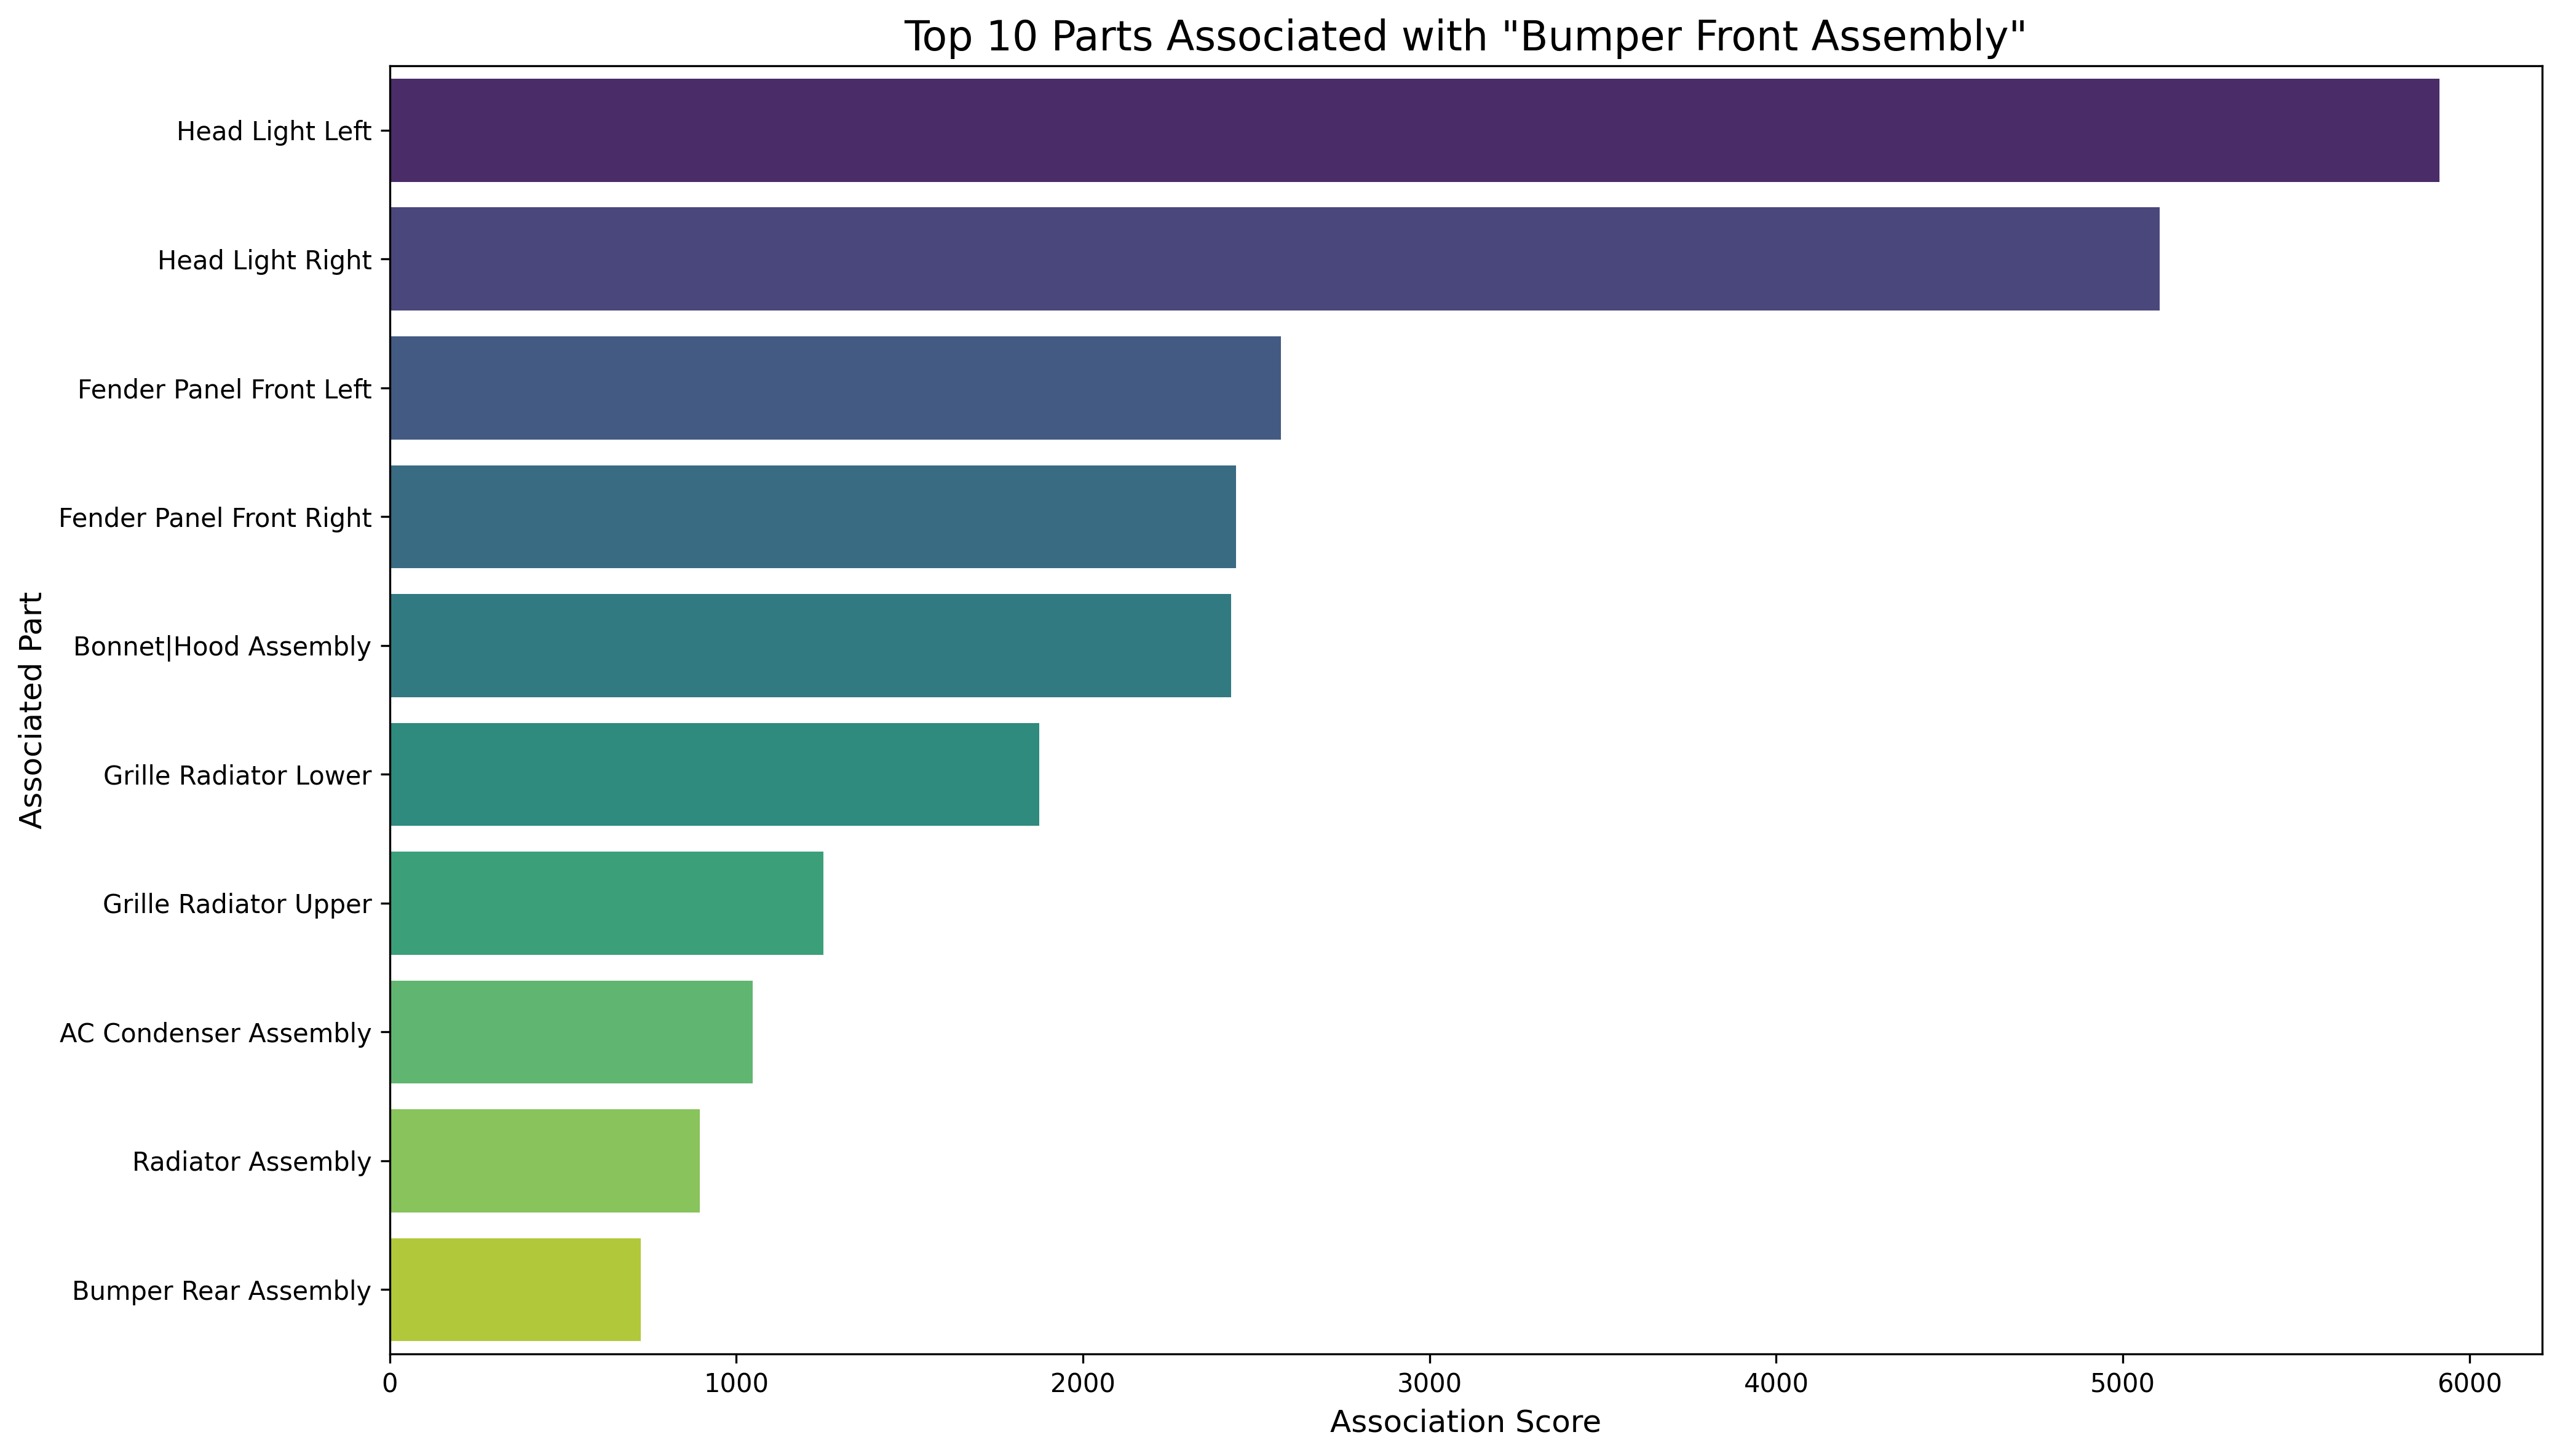 Top 10 Parts Associated with "Bumper Front Assembly"
Associated Part
Head Light Left
Head Light Right
Fender Panel Front Left
Fender Panel Front Right
Bonnet|Hood Assembly
Grille Radiator Lower
Grille Radiator Upper
AC Condenser Assembly
Radiator Assembly
Bumper Rear Assembly
0 1000 2000 3000 4000 5000 6000
Association Score